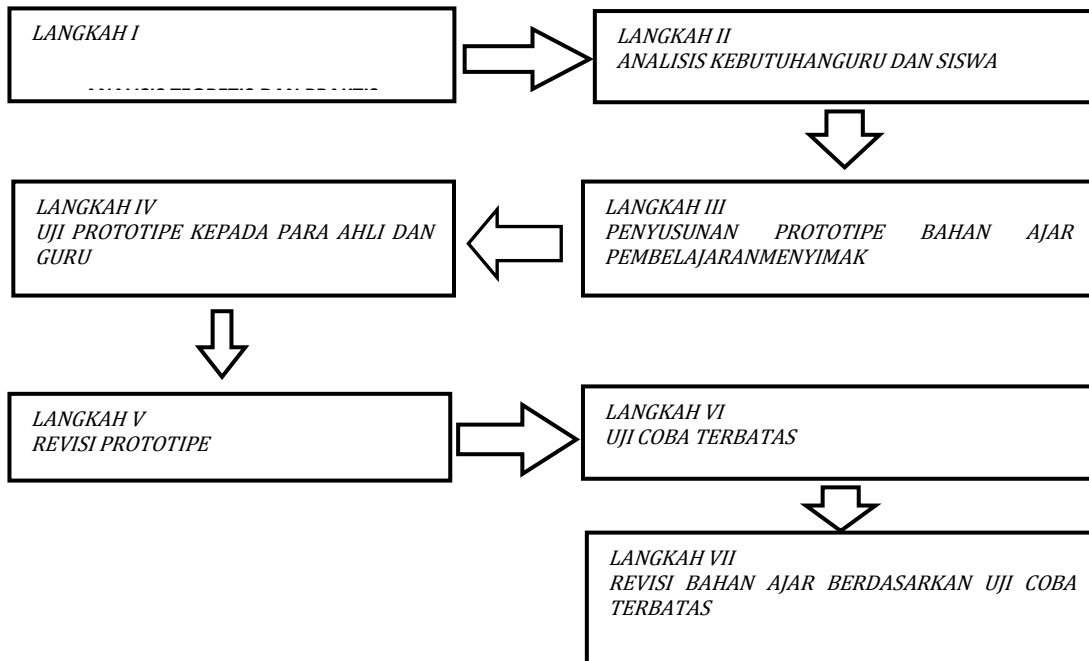 LANGKAH I
LANGKAH II
ANALISIS KEBUTUHANGURU DAN SISWA
LANGKAH III
PENYUSUNAN PROTOTIPE BAHAN AJAR
PEMBELAJARANMENYIMAK
LANGKAH IV
UJI PROTOTIPE KEPADA PARA AHLI DAN
GURU
LANGKAH V
REVISI PROTOTIPE
LANGKAH VI
UJI COBA TERBATAS
LANGKAH VII
REVISI BAHAN AJAR BERDASARKAN UJI COBA
TERBATAS